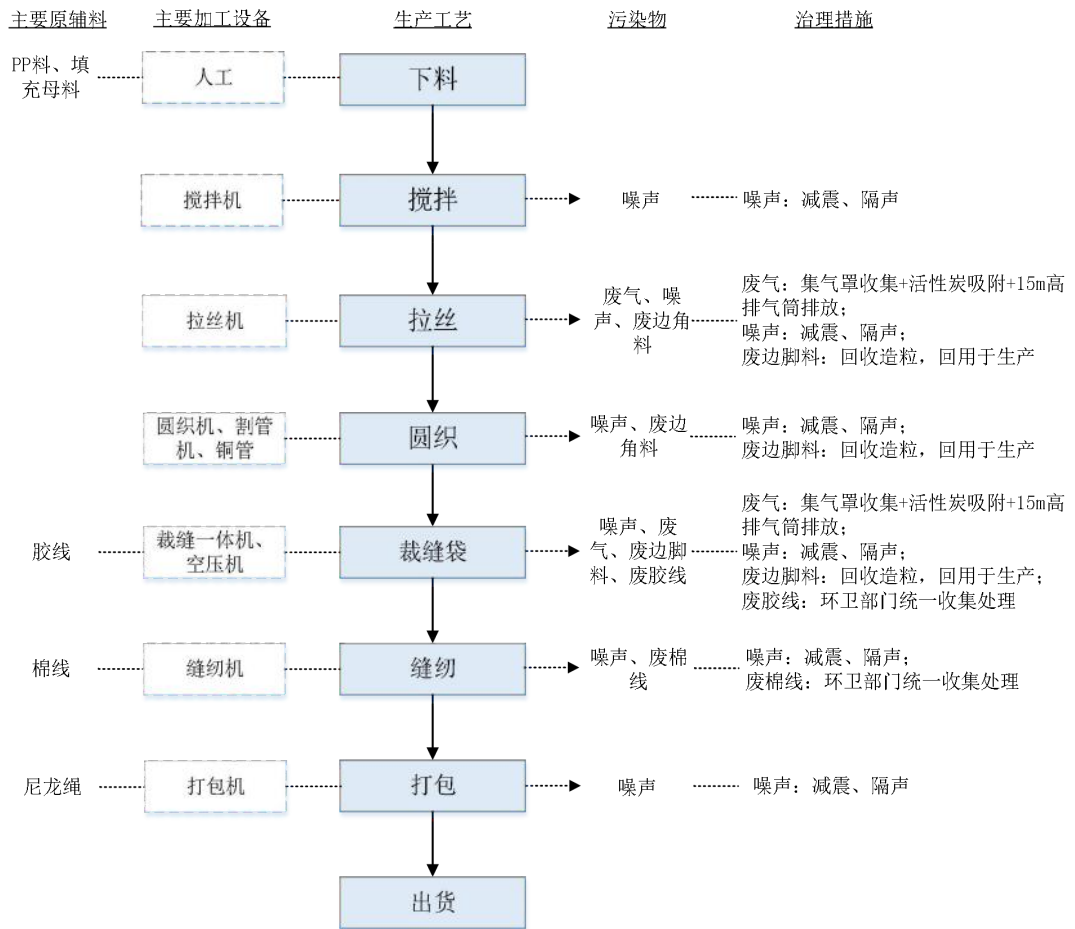 主要原辅料
主要加工设备
生产工艺
污染物
治理措施
PP料、填
充母料
人工
下料
搅拌机
搅拌
噪声
噪声：减震、隔声
拉丝机
拉丝
废气、噪
声、废边角
料
废气：集气罩收集+活性炭吸附+15m高
排气筒排放；
噪声：减震、隔声；
废边脚料：回收造粒，回用于生产
圆织机、割管
机、铜管
圆织
噪声、废边
角料
噪声：减震、隔声；
废边脚料：回收造粒，回用于生产
胶线
裁缝一体机、
空压机
裁缝袋
噪声、废
气、废边脚
料、废胶线
废气：集气罩收集+活性炭吸附+15m高
排气筒排放；
噪声：减震、隔声；
废边脚料：回收造粒，回用于生产；
废胶线：环卫部门统一收集处理
棉线
缝纫机
缝纫
噪声、废棉
线
噪声：减震、隔声；
废棉线：环卫部门统一收集处理
尼龙绳
打包机
打包
噪声
噪声：减震、隔声
出货